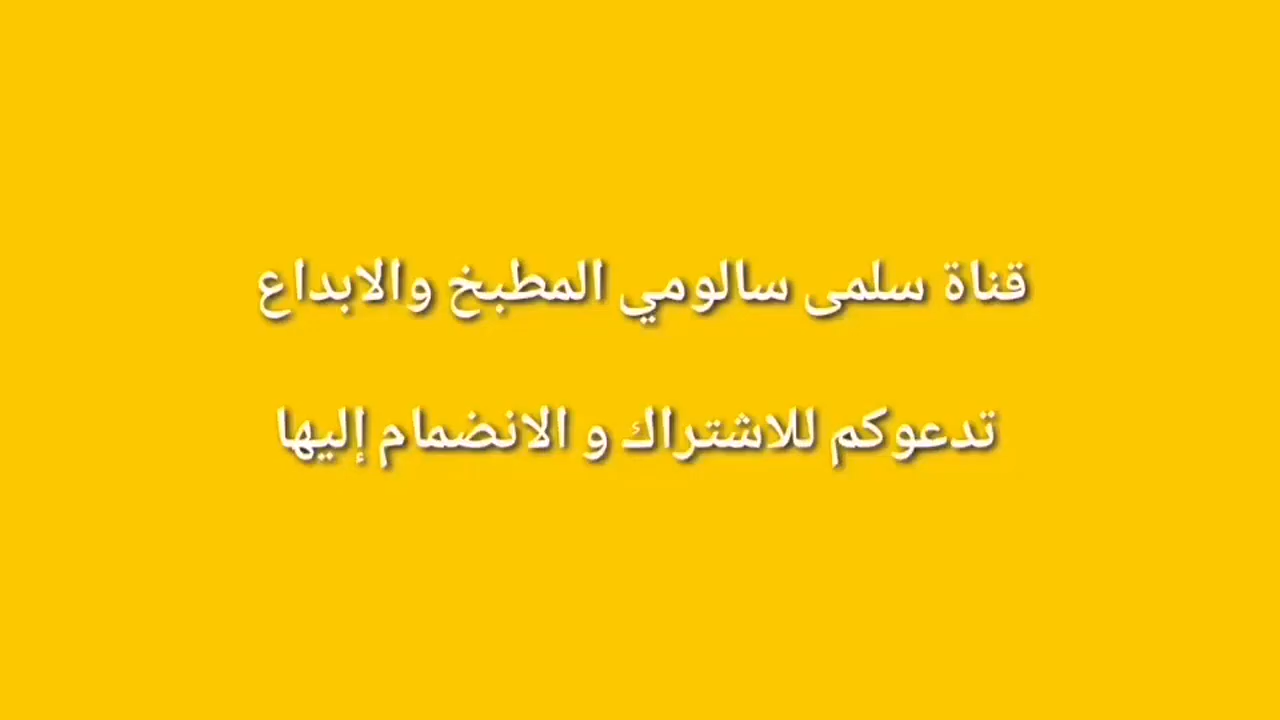 قناة سلمى سالومي المطبخ والابداع
تدعوكم للاشتراك و الانضمام إليها